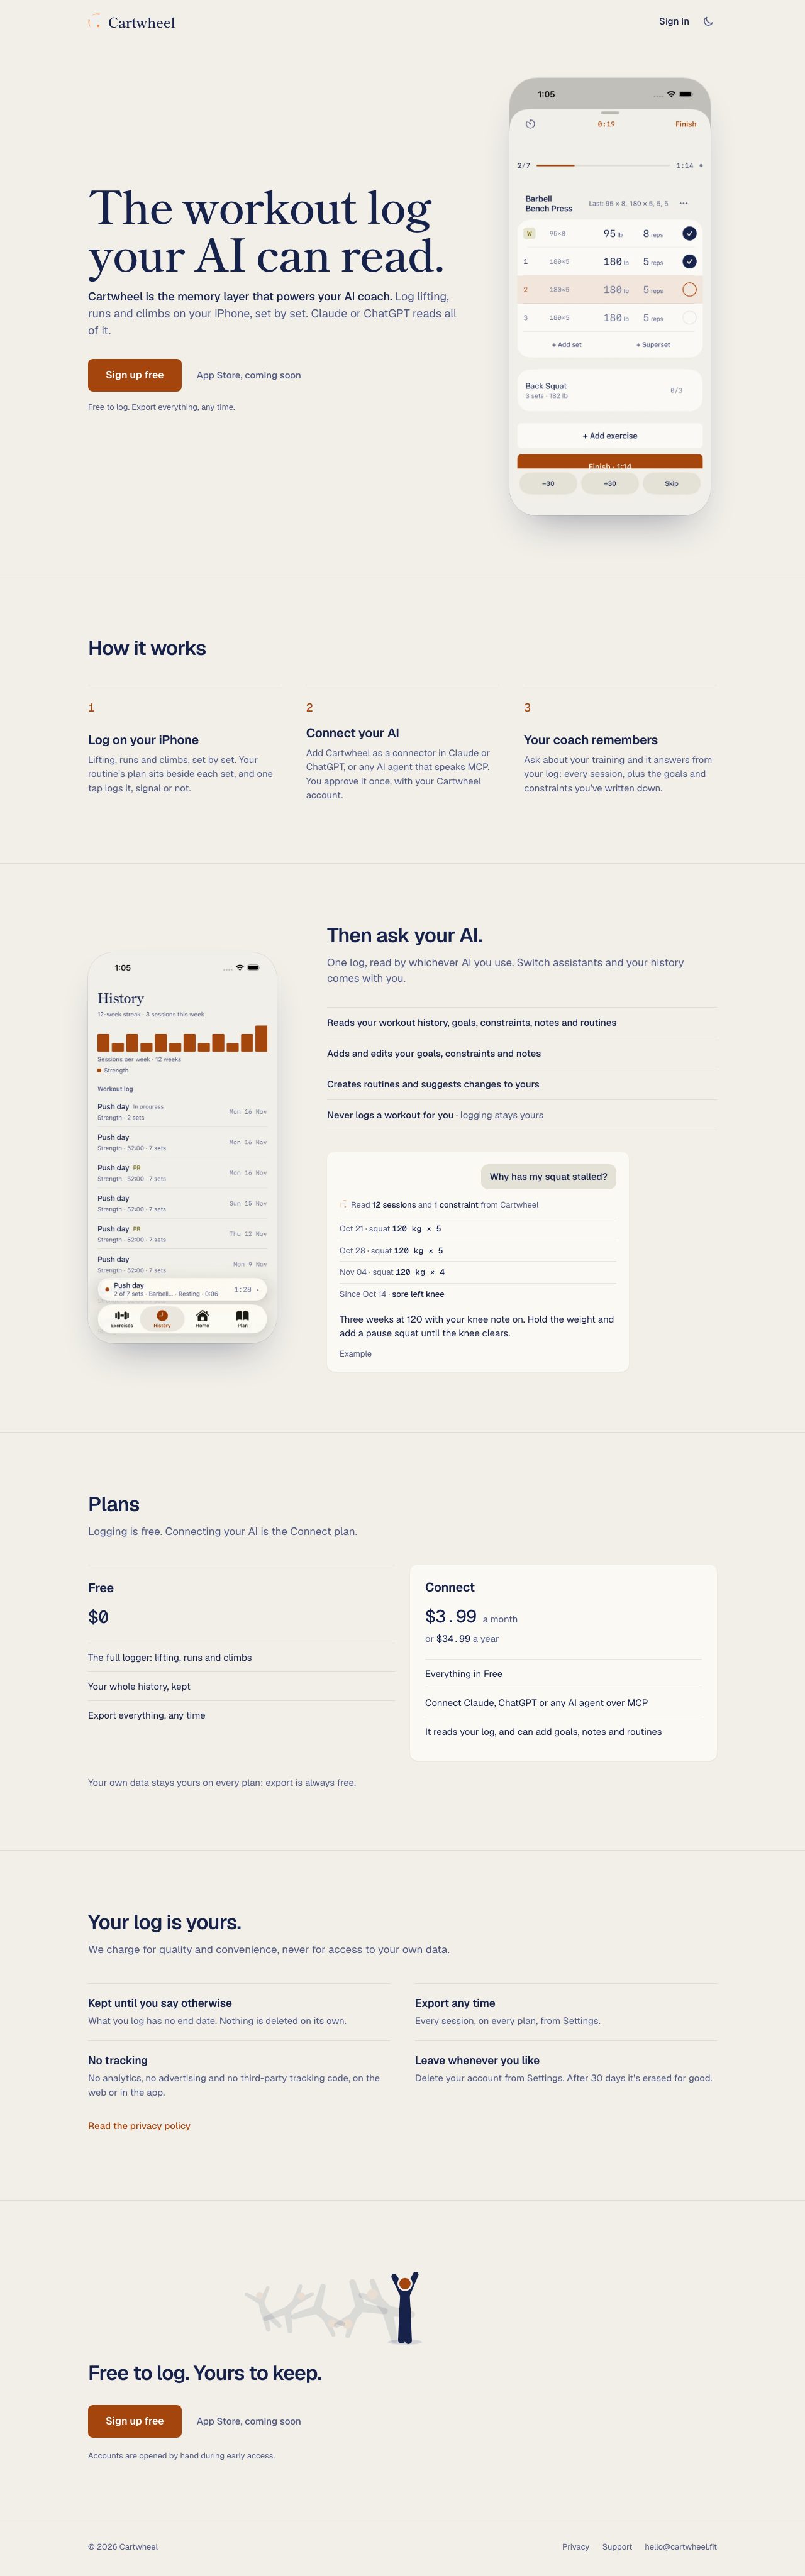 Cartwheel
Sign in
The workout log
your AI can read.
Cartwheel is the memory layer that powers your AI coach. Log lifting,
runs and climbs on your iPhone, set by set. Claude or ChatGPT reads all
of it.
Sign up free
App Store, coming soon
Free to log. Export everything, any time.
1:05
0:19
Finish
2/7
1:14
Barbell
Bench Press
Last: 95 × 8, 180 × 5, 5, 5
W 95×8 95 lb 8 reps
1 180×5 180 lb 5 reps
2 180×5 180 lb 5 reps
3 180×5 180 lb 5 reps
+ Add set
+ Superset
Back Squat
3 sets · 182 lb
0/3
+ Add exercise
Finish · 1:14
−30
+30
Skip
How it works
1
Log on your iPhone
Lifting, runs and climbs, set by set. Your
routine's plan sits beside each set, and one
tap logs it, signal or not.
2
Connect your AI
Add Cartwheel as a connector in Claude or
ChatGPT, or any AI agent that speaks MCP.
You approve it once, with your Cartwheel
account.
3
Your coach remembers
Ask about your training and it answers from
your log: every session, plus the goals and
constraints you've written down.
1:05
History
12-week streak · 3 sessions this week
Sessions per week · 12 weeks
Strength
Workout log
Push day In progress
Strength · 2 sets
Mon 16 Nov
Push day
Strength · 52:00 · 7 sets
Mon 16 Nov
Push day PR
Strength · 52:00 · 7 sets
Mon 16 Nov
Push day
Strength · 52:00 · 7 sets
Sun 15 Nov
Push day PR
Strength · 52:00 · 7 sets
Thu 12 Nov
Push day
Strength · 52:00 · 7 sets
Mon 9 Nov
Push day
2 of 7 sets · Barbell... · Resting · 0:06
1:28
Exercises
History
Home
Plan
Then ask your AI.
One log, read by whichever AI you use. Switch assistants and your history
comes with you.
Reads your workout history, goals, constraints, notes and routines
Adds and edits your goals, constraints and notes
Creates routines and suggests changes to yours
Never logs a workout for you · logging stays yours
Why has my squat stalled?
Read 12 sessions and 1 constraint from Cartwheel
Oct 21 · squat 120 kg × 5
Oct 28 · squat 120 kg × 5
Nov 04 · squat 120 kg × 4
Since Oct 14 · sore left knee
Three weeks at 120 with your knee note on. Hold the weight and
add a pause squat until the knee clears.
Example
Plans
Logging is free. Connecting your AI is the Connect plan.
Free
$0
The full logger: lifting, runs and climbs
Your whole history, kept
Export everything, any time
Connect
$3.99 a month
or $34.99 a year
Everything in Free
Connect Claude, ChatGPT or any AI agent over MCP
It reads your log, and can add goals, notes and routines
Your own data stays yours on every plan: export is always free.
Your log is yours.
We charge for quality and convenience, never for access to your own data.
Kept until you say otherwise
What you log has no end date. Nothing is deleted on its own.
Export any time
Every session, on every plan, from Settings.
No tracking
No analytics, no advertising and no third-party tracking code, on the
web or in the app.
Leave whenever you like
Delete your account from Settings. After 30 days it's erased for good.
Read the privacy policy
Free to log. Yours to keep.
Sign up free
App Store, coming soon
Accounts are opened by hand during early access.
© 2026 Cartwheel
Privacy
Support
hello@cartwheel.fit